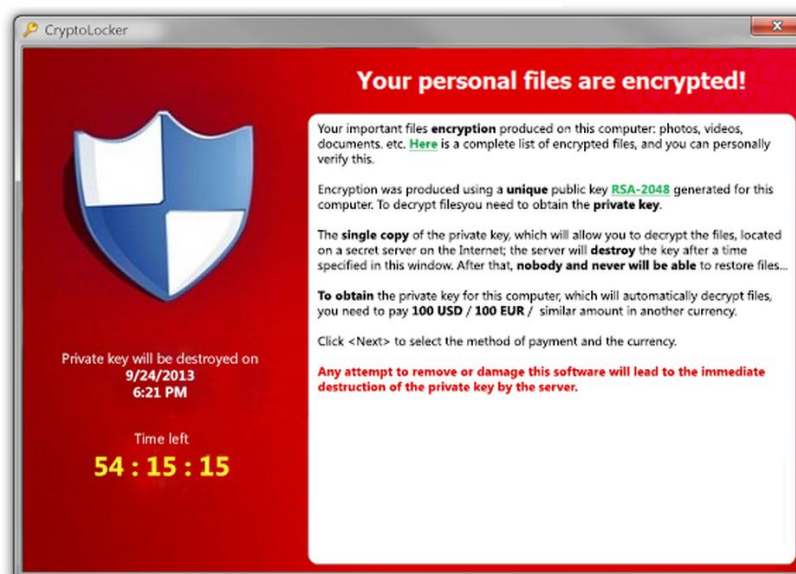 CryptoLocker
Your personal files are encrypted!
Your important files encryption produced on this computer: photos, videos,
documents. etc. Here is a complete list of encrypted files, and you can personally
verify this.
Encryption was produced using a unique public key RSA-2048 generated for this
computer. To decrypt filesyou need to obtain the private key.
The single copy of the private key, which will allow you to decrypt the files, located
on a secret server on the Internet; the server will destroy the key after a time
specified in this window. After that, nobody and never will be able to restore files...
To obtain the private key for this computer, which will automatically decrypt files,
you need to pay 100 USD / 100 EUR / similar amount in another currency.
Click <Next> to select the method of payment and the currency.
Any attempt to remove or damage this software will lead to the immediate
destruction of the private key by the server.
Private key will be destroyed on
9/24/2013
6:21 PM
Time left
54 : 15 : 15